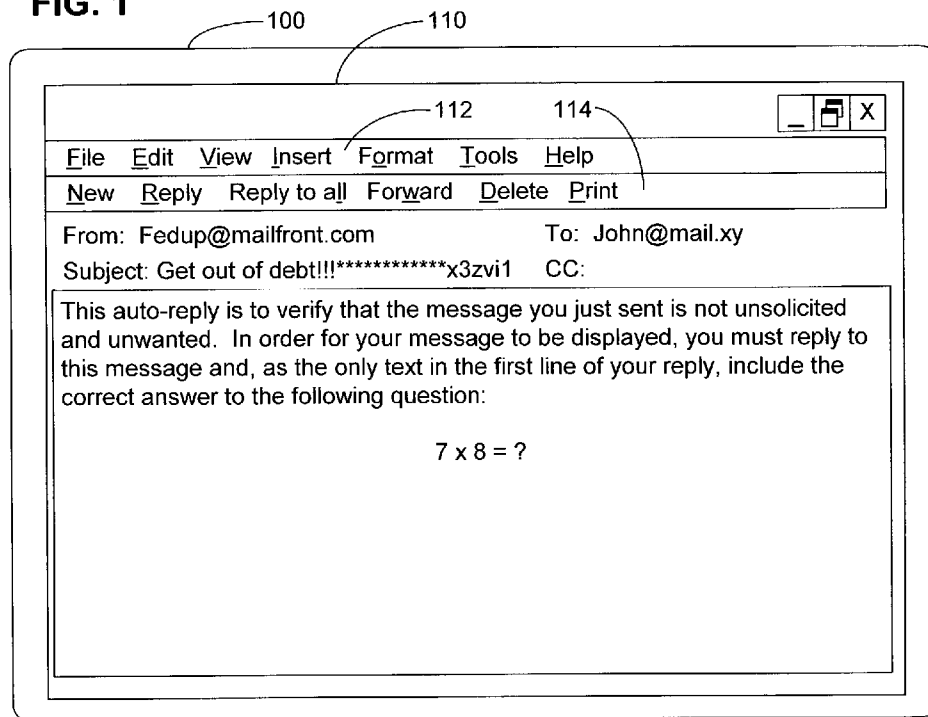 FIG. 1
100
110
112
114
_ X
File Edit View Insert Format Tools Help
New Reply Reply to all Forward Delete Print
From: Fedup@mailfront.com To: John@mail.xy
Subject: Get out of debt!!!************x3zvi1 CC:
This auto-reply is to verify that the message you just sent is not unsolicited
and unwanted. In order for your message to be displayed, you must reply to
this message and, as the only text in the first line of your reply, include the
correct answer to the following question:
7 x 8 = ?